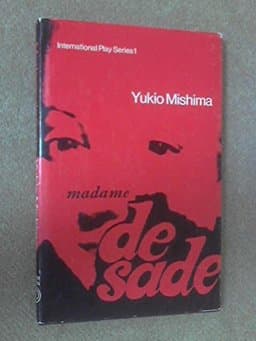 International Play Series 1
Yukio Mishima
madame
de
sade